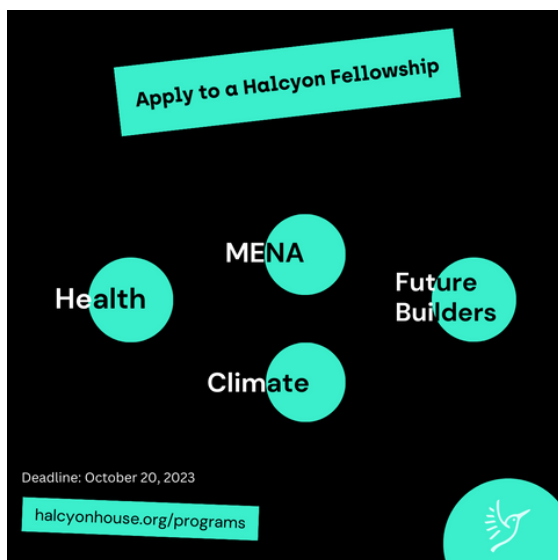 Apply to a Halcyon Fellowship
MENA
Health
Future
Builders
Climate
Deadline: October 20, 2023
halcyonhouse.org/programs